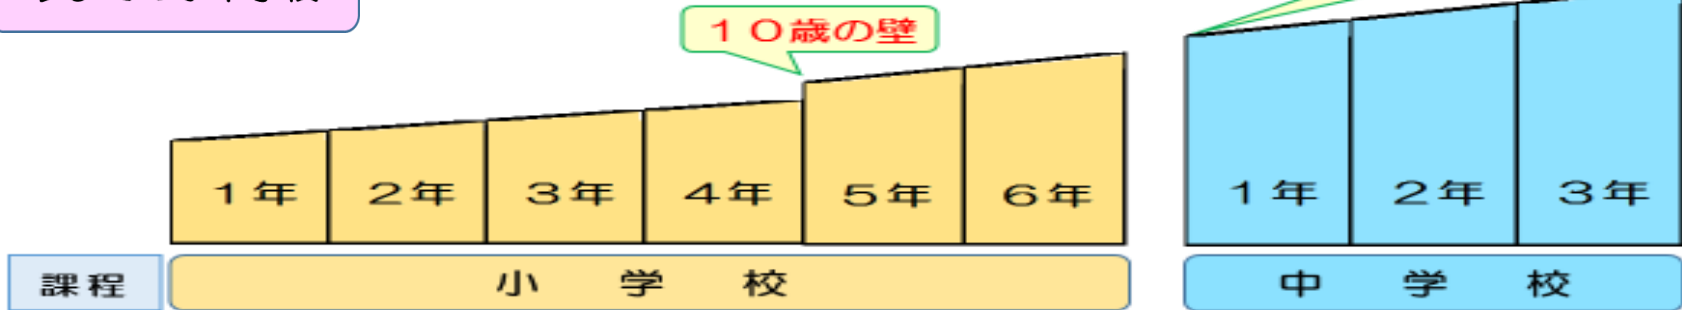 １０歳の壁
１年 ２年 ３年 ４年 ５年 ６年 １年 ２年 ３年
課程 小学校 中学校